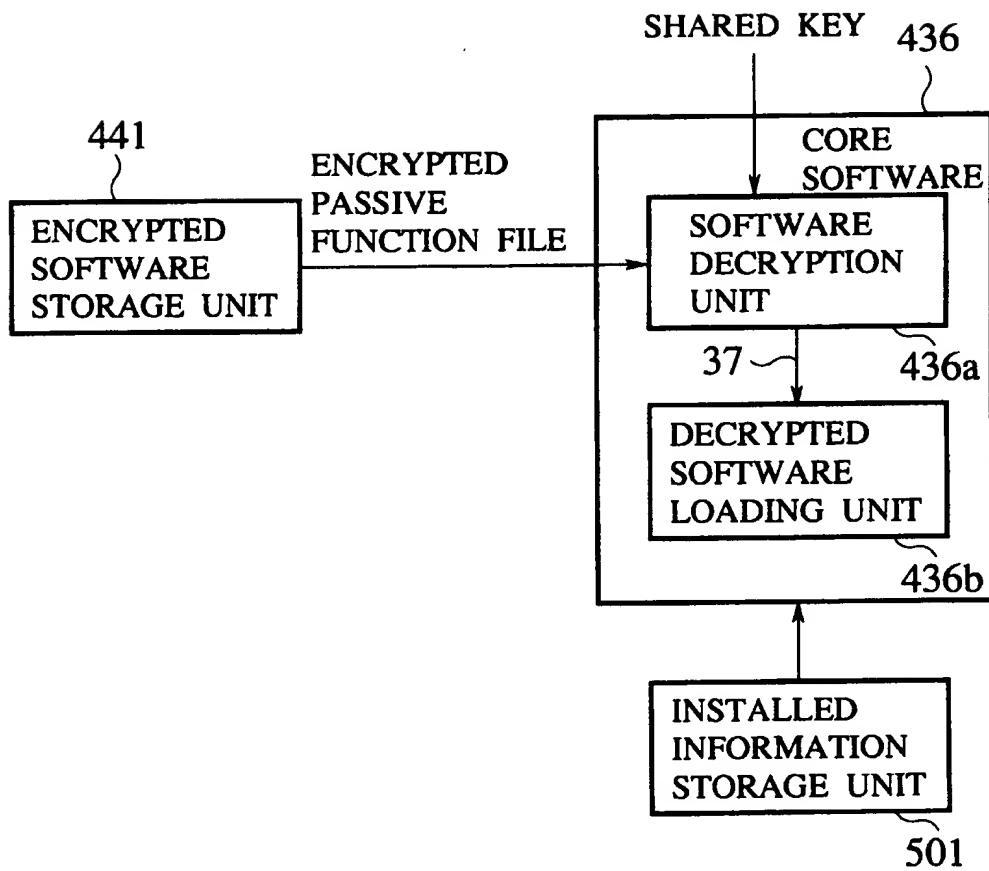 SHARED KEY
436
441
ENCRYPTED
PASSIVE
FUNCTION FILE
CORE
SOFTWARE
ENCRYPTED
SOFTWARE
STORAGE UNIT
SOFTWARE
DECRYPTION
UNIT
37
436a
DECRYPTED
SOFTWARE
LOADING UNIT
436b
INSTALLED
INFORMATION
STORAGE UNIT
501